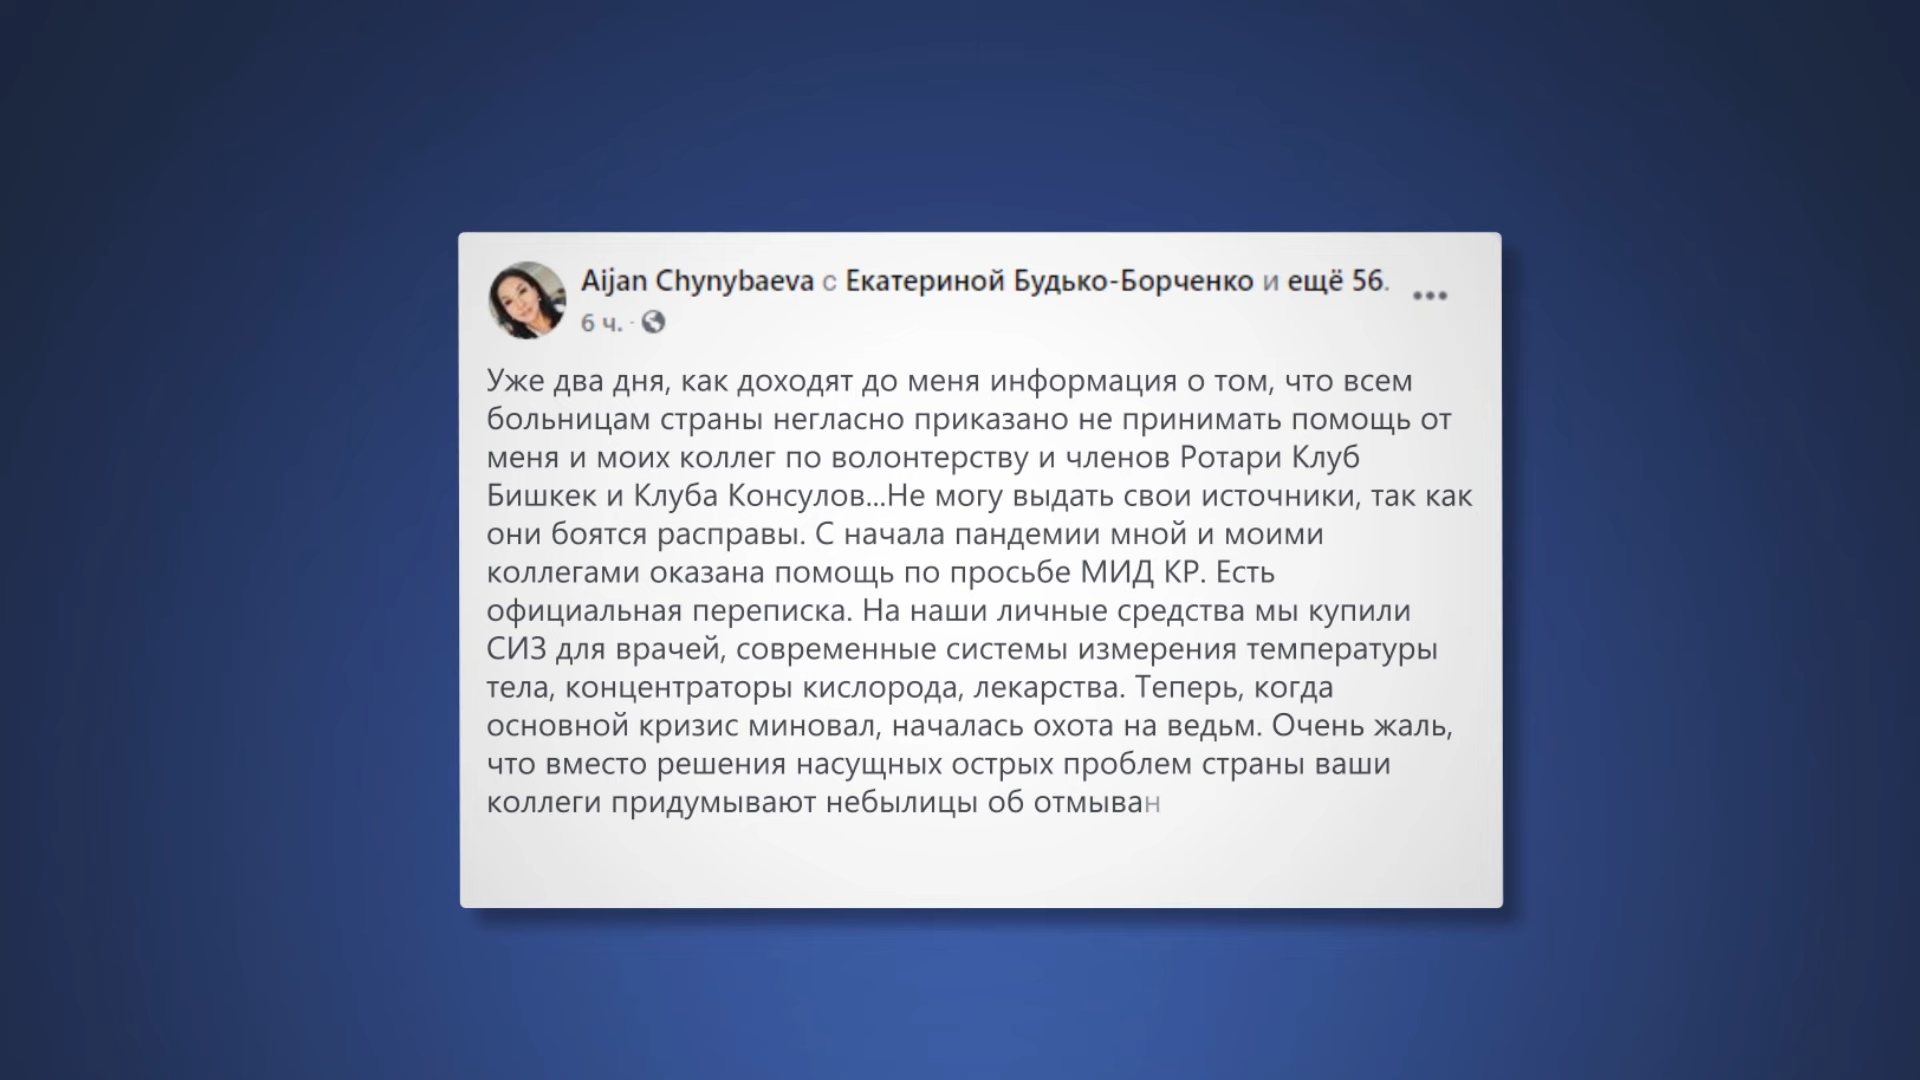 Aijan Chynybaeva с Екатериной Будько-Борченко и ещё 56.
6 ч. ·
Уже два дня, как доходят до меня информация о том, что всем
больницам страны негласно приказано не принимать помощь от
меня и моих коллег по волонтерству и членов Ротари Клуб
Бишкек и Клуба Консулов...Не могу выдать свои источники, так как
они боятся расправы. С начала пандемии мной и моими
коллегами оказана помощь по просьбе МИД КР. Есть
официальная переписка. На наши личные средства мы купили
СИЗ для врачей, современные системы измерения температуры
тела, концентраторы кислорода, лекарства. Теперь, когда
основной кризис миновал, началась охота на ведьм. Очень жаль,
что вместо решения насущных острых проблем страны ваши
коллеги придумывают небылицы об отмыван